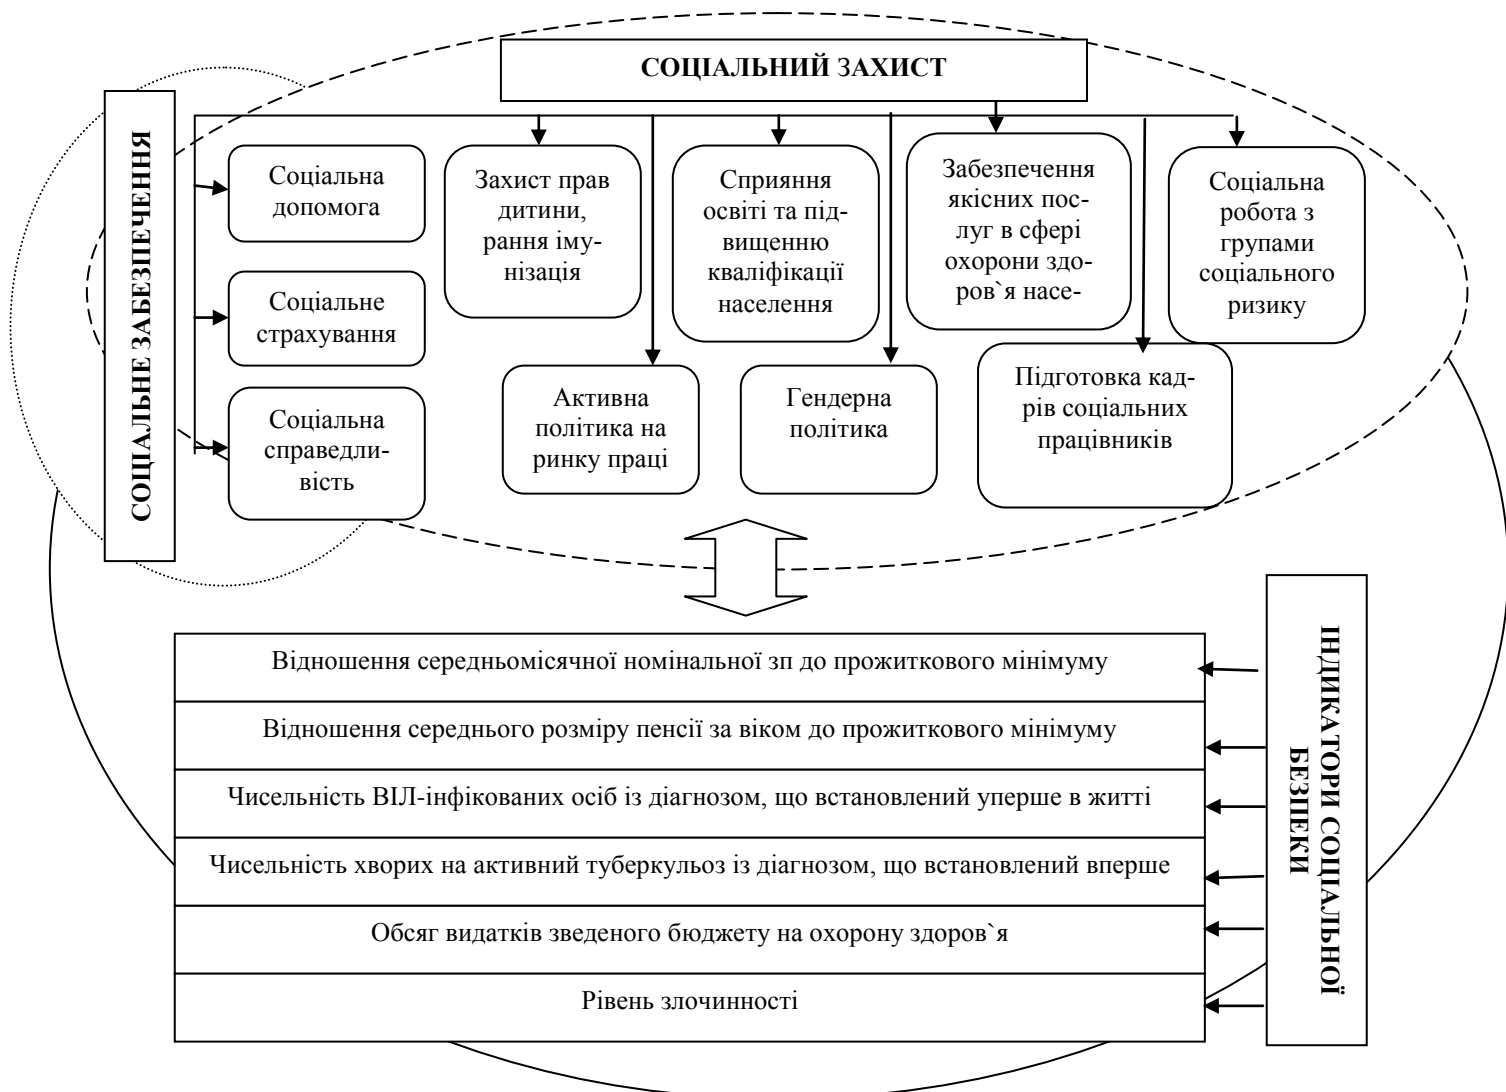 СОЦІАЛЬНИЙ ЗАХИСТ
СОЦІАЛЬНЕ ЗАБЕЗПЕЧЕННЯ
Соціальна
допомога
Соціальне
страхування
Соціальна
справедли-
вість
Захист прав
дитини,
рання іму-
нізація
Сприяння
освіті та під-
вищенню
кваліфікації
населення
Забезпечення
якісних пос-
луг в сфері
охорони здо-
ров`я насе-
Соціальна
робота з
групами
соціального
ризику
Активна
політика на
ринку праці
Гендерна
політика
Підготовка кад-
рів соціальних
працівників
Відношення середньомісячної номінальної зп до прожиткового мінімуму
Відношення середнього розміру пенсії за віком до прожиткового мінімуму
Чисельність ВІЛ-інфікованих осіб із діагнозом, що встановлений уперше в житті
Чисельність хворих на активний туберкульоз із діагнозом, що встановлений вперше
Обсяг видатків зведеного бюджету на охорону здоров`я
Рівень злочинності
ІНДИКАТОРИ СОЦІАЛЬНОЇ
БЕЗПЕКИ